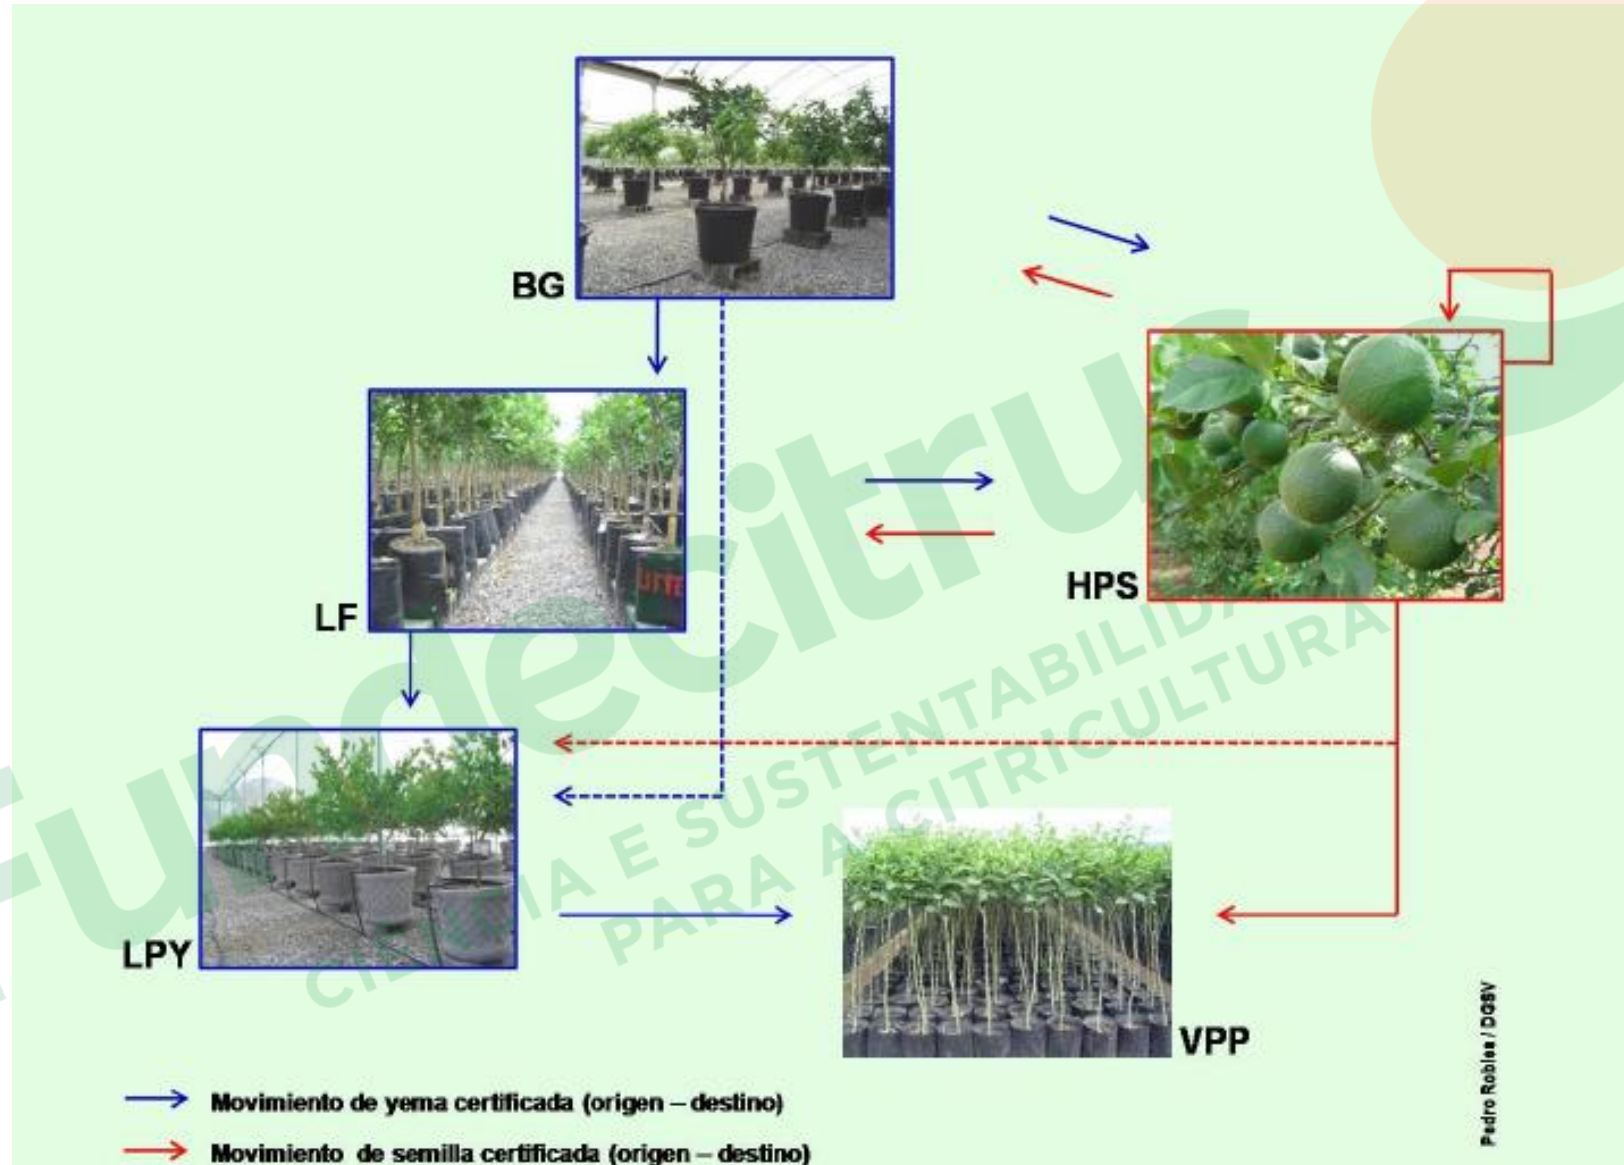 BG
LF
HPS
LPY
VPP
fundecitrus
CIÊNCIA E SUSTENTABILIDADE
PARA A CITRICULTURA
Movimiento de yema certificada (origen – destino)
Movimiento de semilla certificada (origen – destino)
Pedro Robles / DGSV